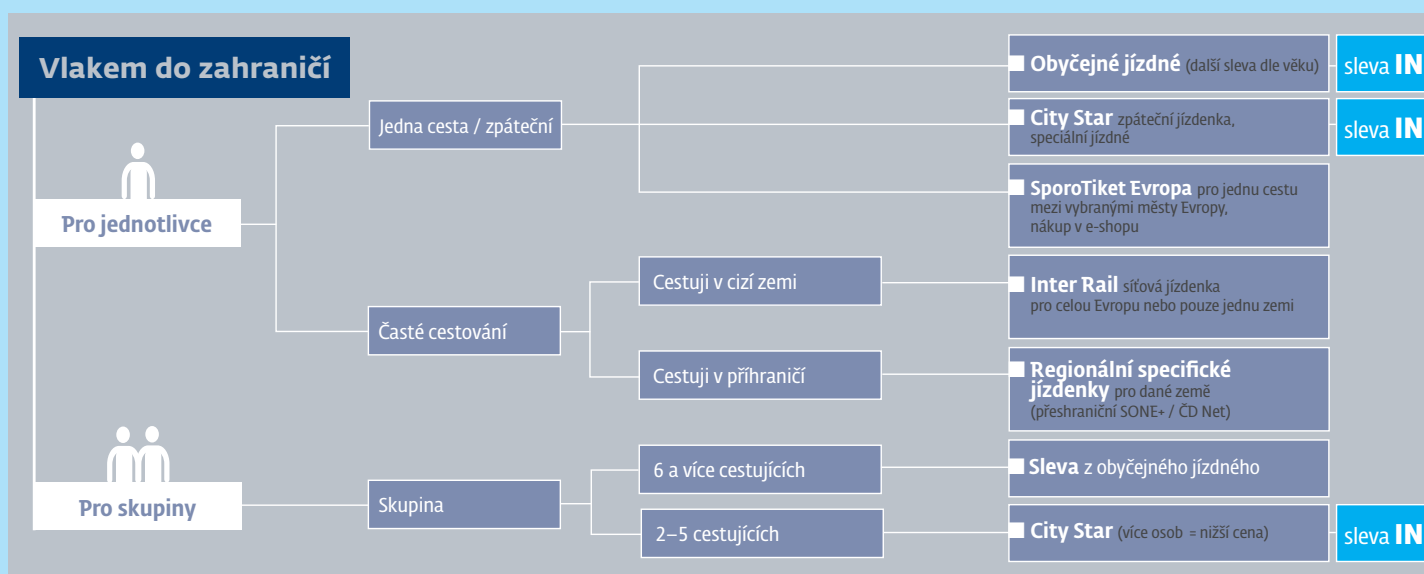 Vlakem do zahraničí
Pro jednotlivce
Jedna cesta / zpáteční
Obyčejné jízdné (další sleva dle věku)
sleva IN
City Star zpáteční jízdenka,
speciální jízdné
sleva IN
SporoTiket Evropa pro jednu cestu
mezi vybranými městy Evropy,
nákup v e-shopu
Časté cestování
Cestuji v cizí zemi
Inter Rail síťová jízdenka
pro celou Evropu nebo pouze jednu zemi
Cestuji v příhraničí
Regionální specifické
jízdenky pro dané země
(přeshraniční SONE+ / ČD Net)
Pro skupiny
Skupina
6 a více cestujících
Sleva z obyčejného jízdného
2–5 cestujících
City Star (více osob = nižší cena)
sleva IN